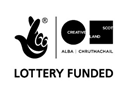 CREATIVE
SCOT
LAND
ALBA | CHRUTHACHAIL
LOTTERY FUNDED